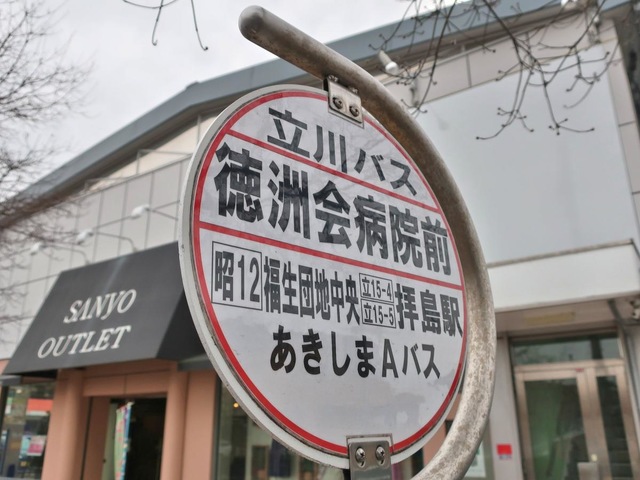 立川バス
徳洲会病院前
昭12 福生団地中央 立15-4 立15-5 拝島駅
あきしまAバス
SANYO
OUTLET